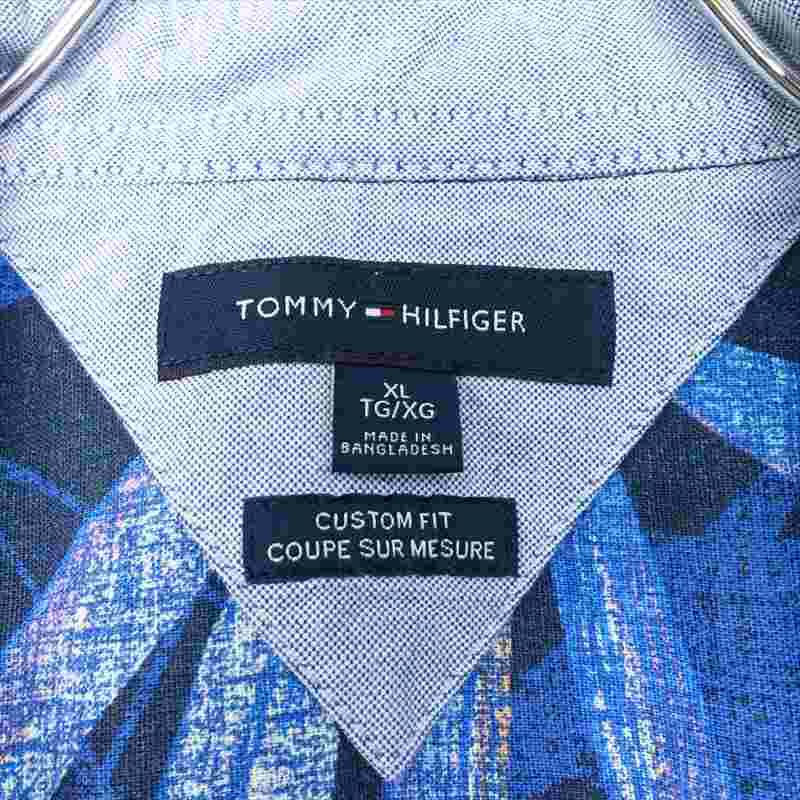 TOMMY HILFIGER
XL
TG/XG
MADE IN
BANGLADESH
CUSTOM FIT
COUPE SUR MESURE